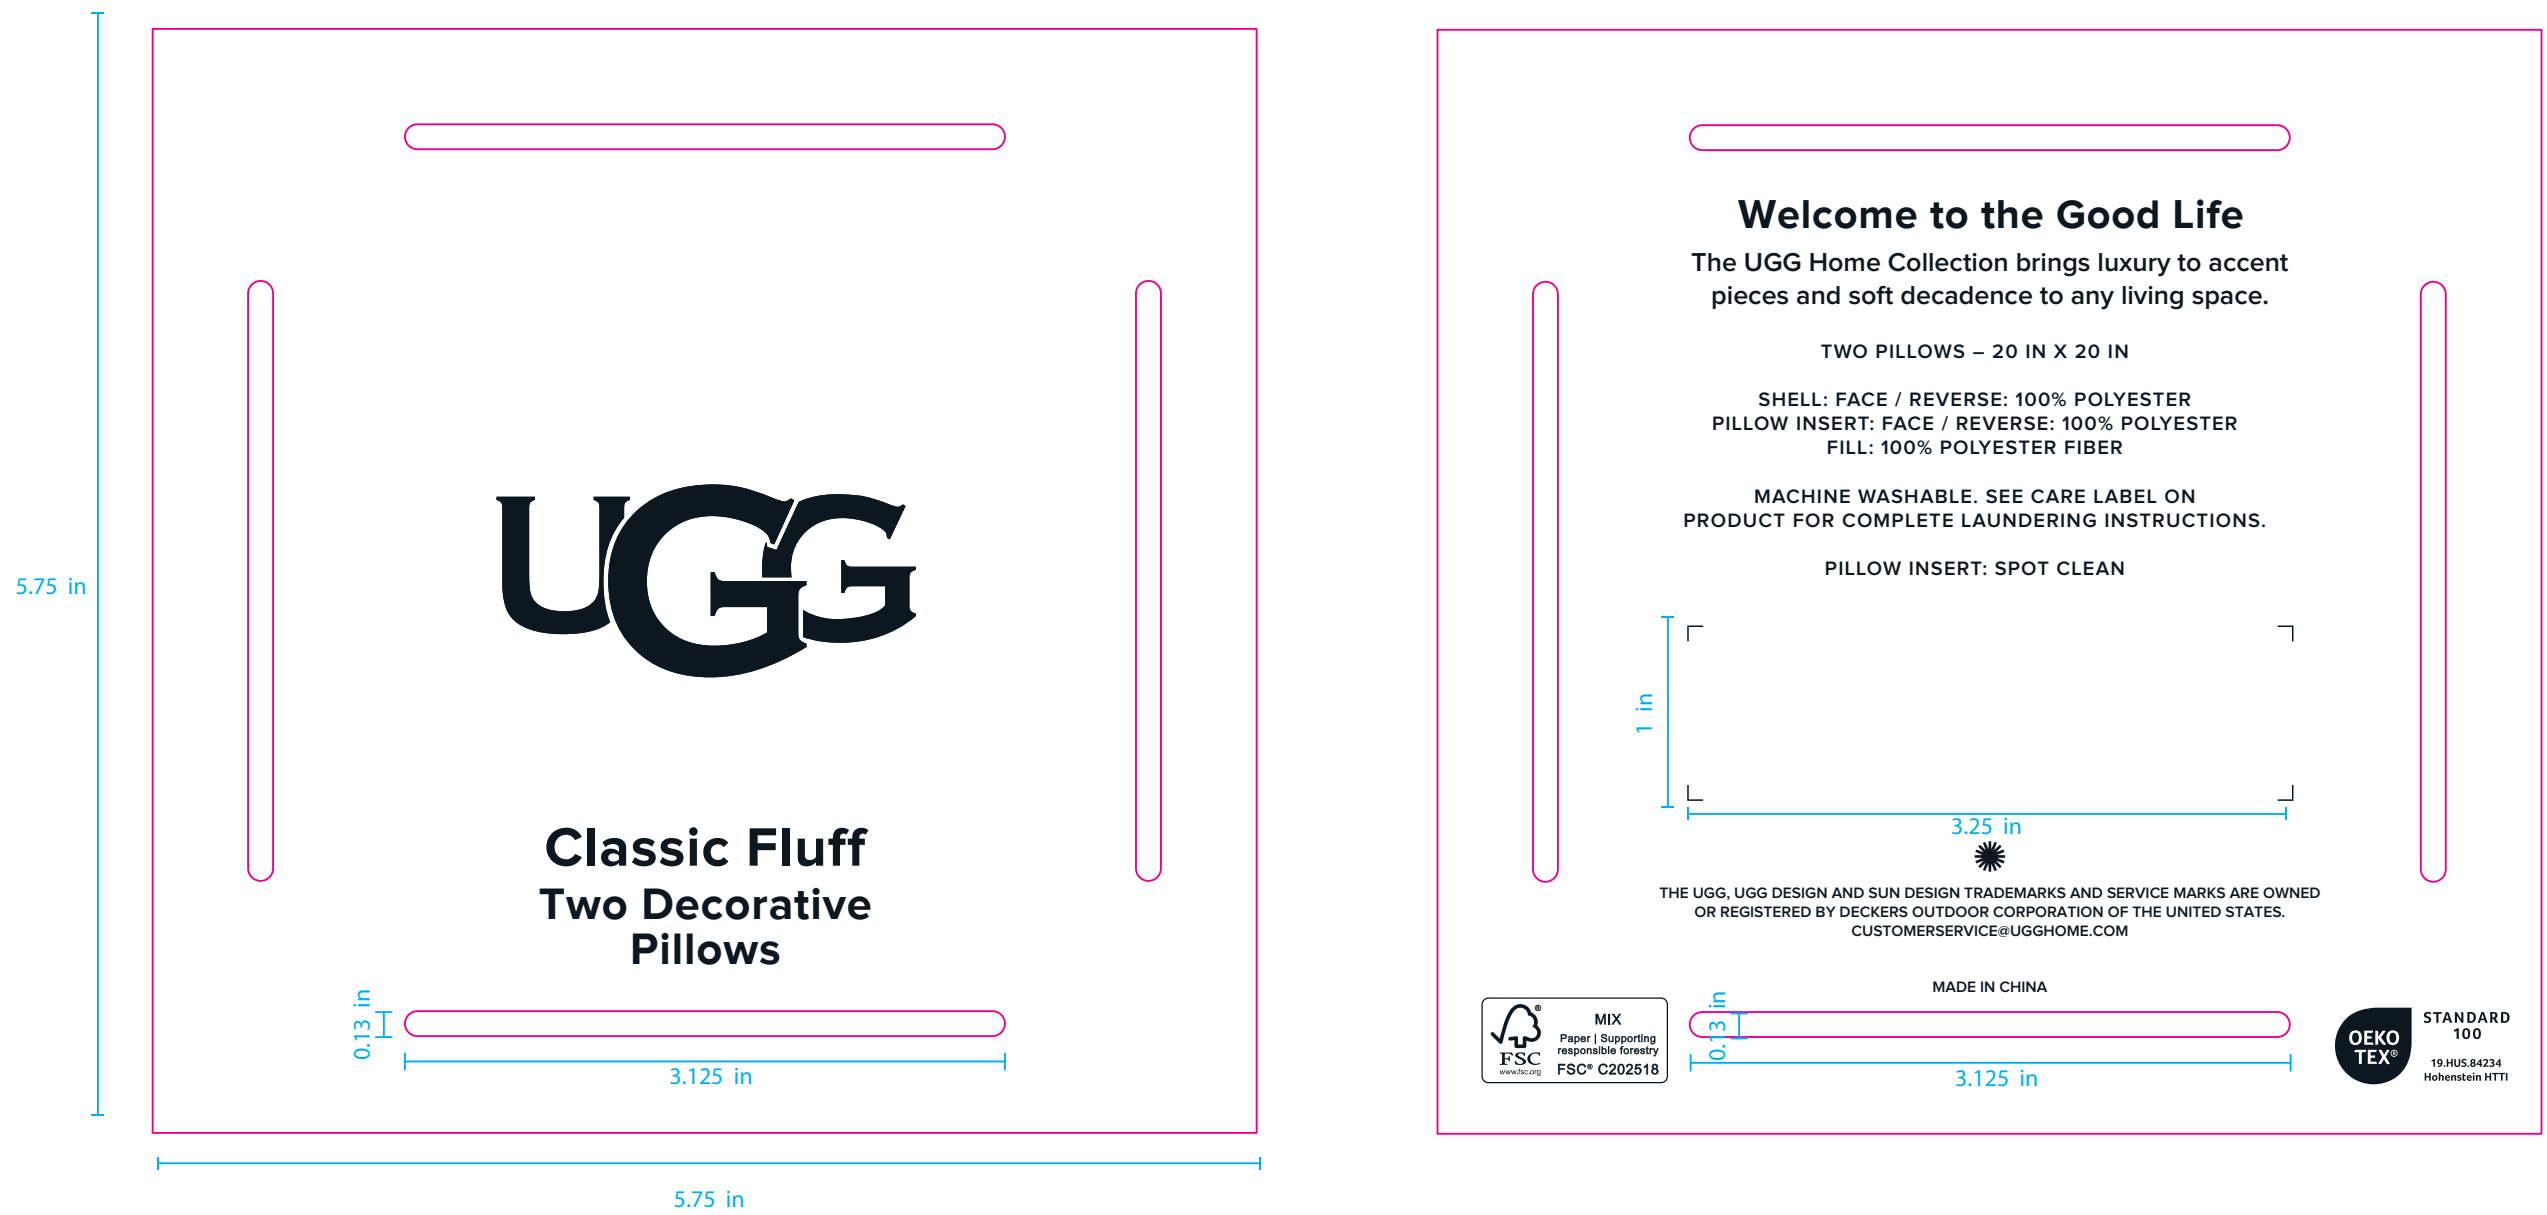 5.75 in
UGG
Classic Fluff
Two Decorative
Pillows
0.13 in
3.125 in
5.75 in
Welcome to the Good Life
The UGG Home Collection brings luxury to accent
pieces and soft decadence to any living space.
TWO PILLOWS – 20 IN X 20 IN
SHELL: FACE / REVERSE: 100% POLYESTER
PILLOW INSERT: FACE / REVERSE: 100% POLYESTER
FILL: 100% POLYESTER FIBER
MACHINE WASHABLE. SEE CARE LABEL ON
PRODUCT FOR COMPLETE LAUNDERING INSTRUCTIONS.
PILLOW INSERT: SPOT CLEAN
1 in
3.25 in
THE UGG, UGG DESIGN AND SUN DESIGN TRADEMARKS AND SERVICE MARKS ARE OWNED
OR REGISTERED BY DECKERS OUTDOOR CORPORATION OF THE UNITED STATES.
CUSTOMERSERVICE@UGGHOME.COM
MADE IN CHINA
®
FSC
www.fsc.org
MIX
Paper | Supporting
responsible forestry
FSC® C202518
0.13 in
3.125 in
OEKO
TEX®
STANDARD
100
19.HUS.84234
Hohenstein HTTI